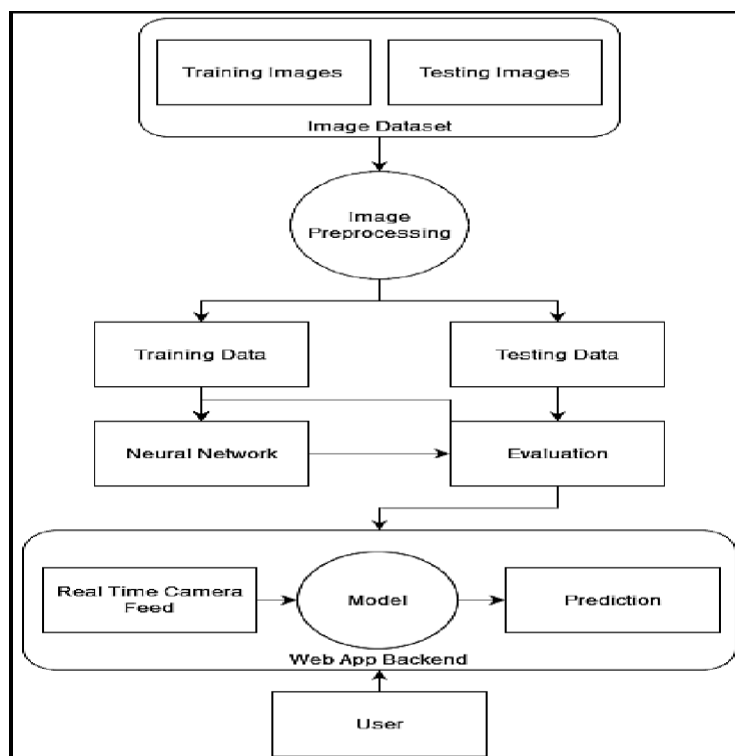 Training Images
Testing Images
Image Dataset
Image
Preprocessing
Training Data
Testing Data
Neural Network
Evaluation
Real Time Camera
Feed
Model
Prediction
Web App Backend
User